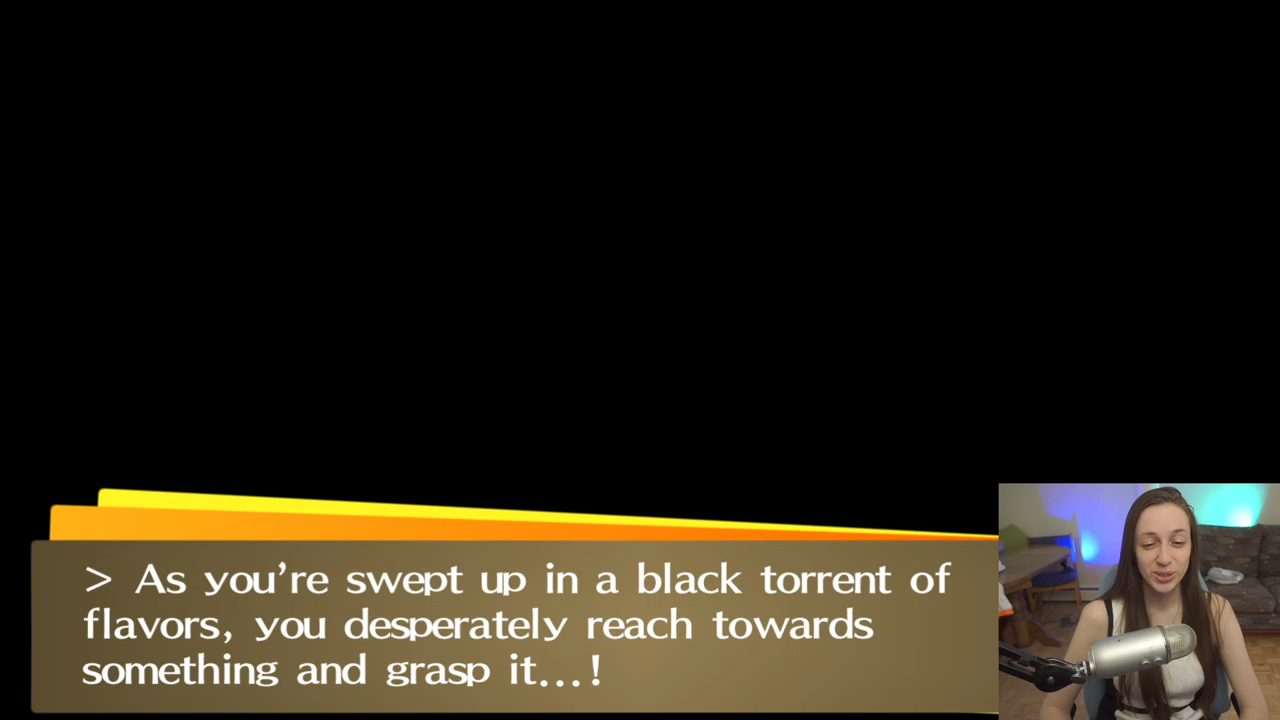 > As you're swept up in a black torrent of
flavors, you desperately reach towards
something and grasp it...!